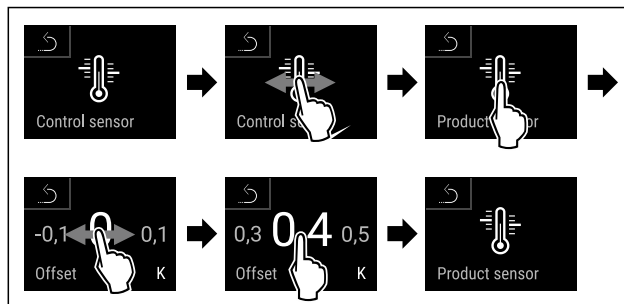 Control sensor
Control
Product
-0,1 0 0,1
Offset K
0,3 0,4 0,5
Offset K
Product sensor